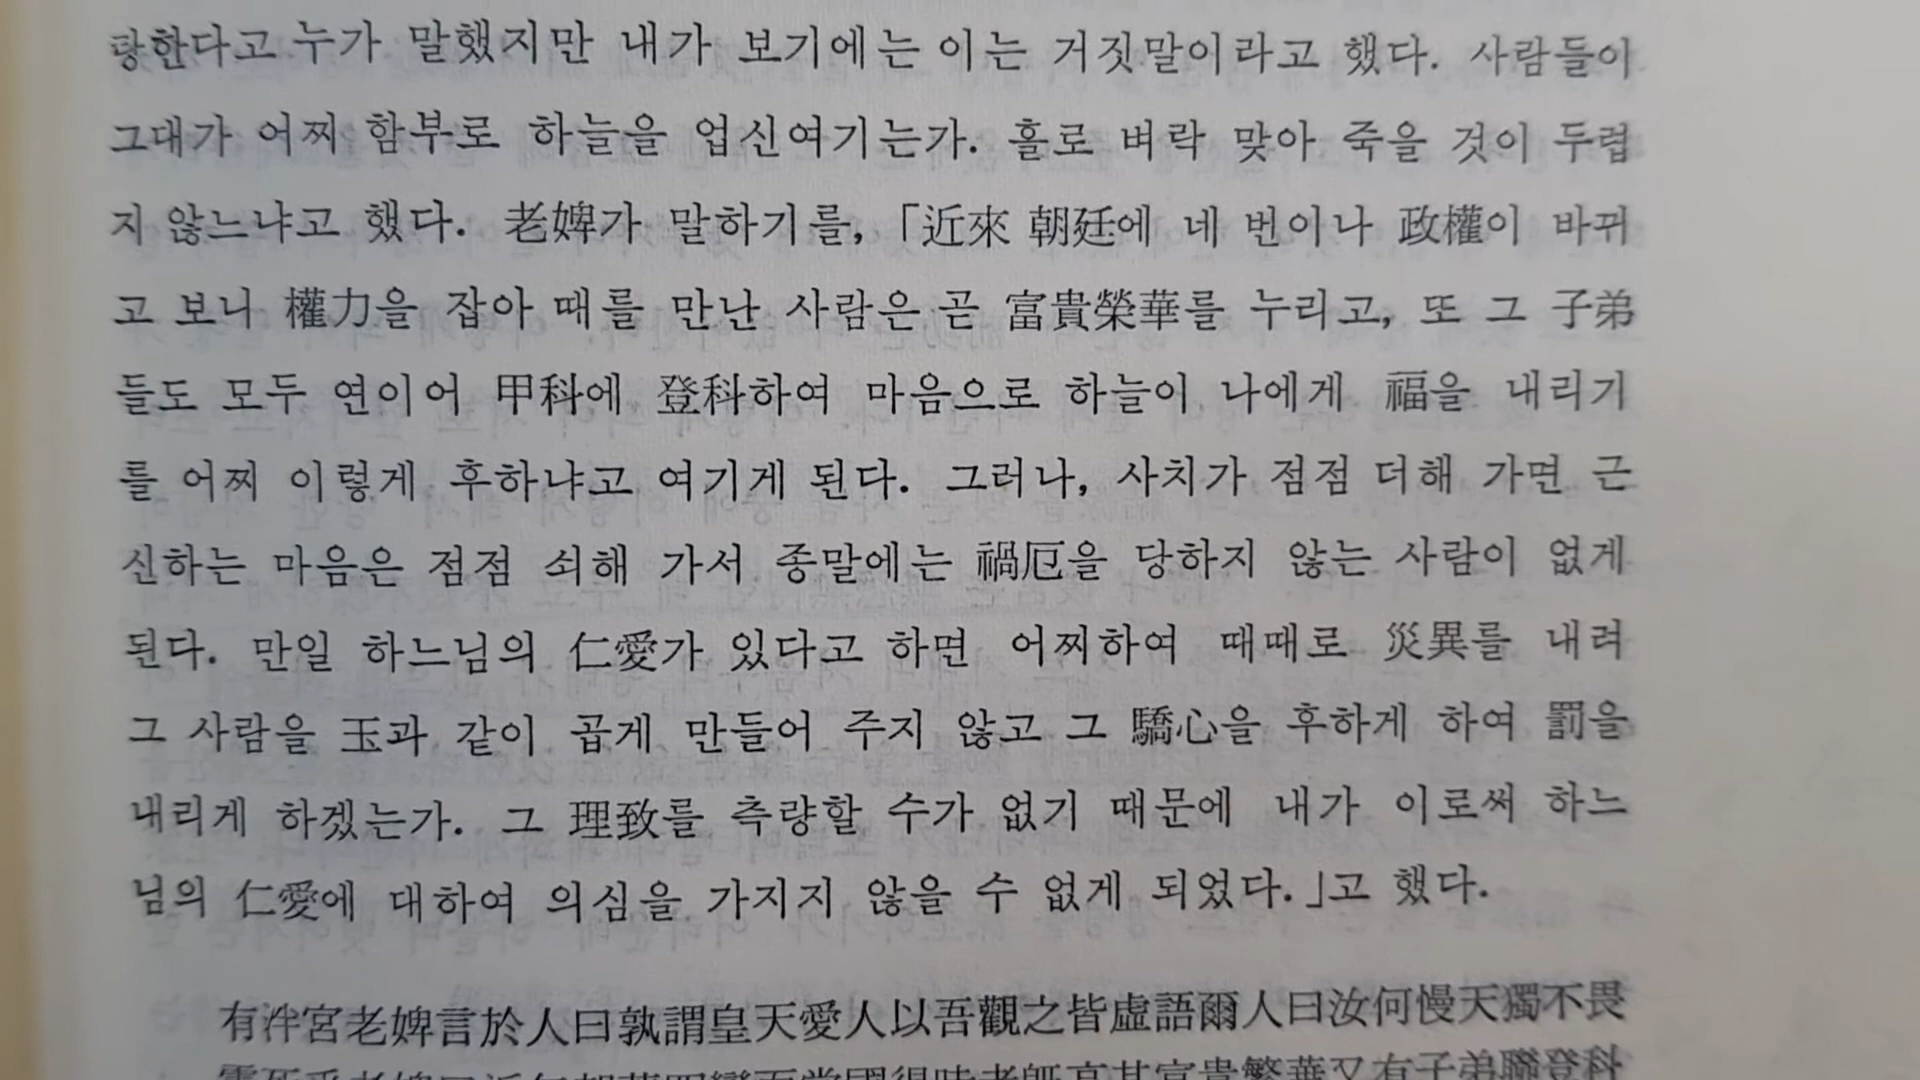 탕한다고 누가 말했지만 내가 보기에는 이는 거짓말이라고 했다. 사람들이
그대가 어찌 함부로 하늘을 업신여기는가. 홀로 벼락 맞아 죽을 것이 두렵
지 않느냐고 했다. 老婢가 말하기를, 「近來 朝廷에 네 번이나 政權이 바뀌
고 보니 權力을 잡아 때를 만난 사람은 곧 富貴榮華를 누리고, 또 그 子弟
들도 모두 연이어 甲科에 登科하여 마음으로 하늘이 나에게 福을 내리기
를 어찌 이렇게 후하냐고 여기게 된다. 그러나, 사치가 점점 더해 가면 근
신하는 마음은 점점 쇠해 가서 종말에는 禍厄을 당하지 않는 사람이 없게
된다. 만일 하느님의 仁愛가 있다고 하면 어찌하여 때때로 災異를 내려
그 사람을 玉과 같이 곱게 만들어 주지 않고 그 驕心을 후하게 하여 罰을
내리게 하겠는가. 그 理致를 측량할 수가 없기 때문에 내가 이로써 하느
님의 仁愛에 대하여 의심을 가지지 않을 수 없게 되었다.」고 했다.
有泮宮老婢言於人曰孰謂皇天愛人以吾觀之皆虛語爾人曰汝何慢天獨不畏
富貴繁華又有子弟聯登科